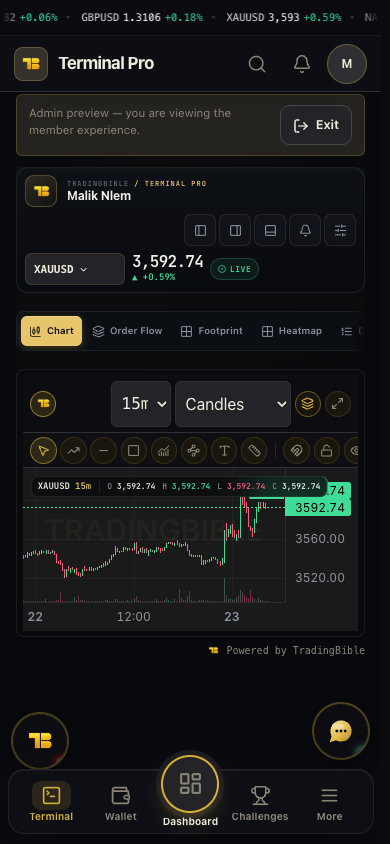 +0.06% • GBPUSD 1.3106 +0.18% • XAUUSD 3,593 +0.59% •
Terminal Pro
M
Admin preview — you are viewing the
member experience.
Exit
TRADINGBIBLE / TERMINAL PRO
Malik Nlem
XAUUSD
3,592.74
▲ +0.59%
LIVE
Chart
Order Flow
Footprint
Heatmap
15m
Candles
XAUUSD 15m
O 3,592.74 H 3,592.74 L 3,592.74 C 3,592.74
3592.74
3560.00
3520.00
22
12:00
23
Powered by TradingBible
Terminal
Wallet
Dashboard
Challenges
More